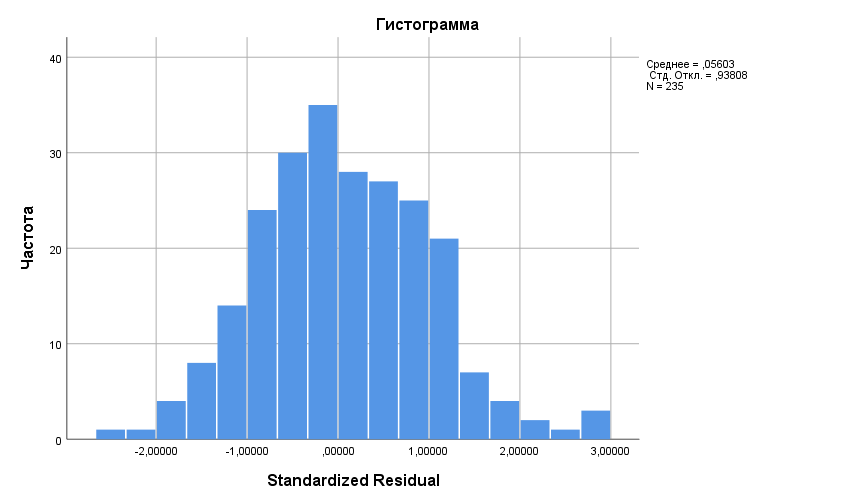 Гистограмма
Среднее = ,05603
Стд. Откл. = ,93808
N = 235
Частота
40
30
20
10
0
-2,00000 -1,00000 ,00000 1,00000 2,00000 3,00000
Standardized Residual